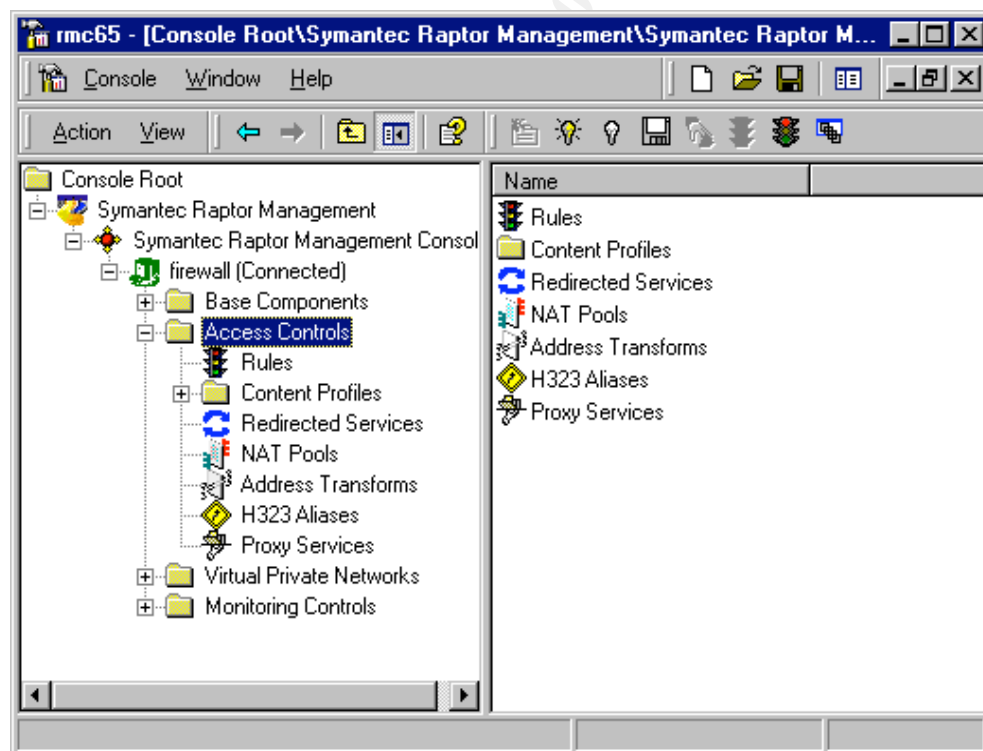 rmc65 - [Console Root\Symantec Raptor Management\Symantec Raptor M...
Console Window Help
Action View
Console Root
Symantec Raptor Management
Symantec Raptor Management Consol
firewall (Connected)
Base Components
Access Controls
Rules
Content Profiles
Redirected Services
NAT Pools
Address Transforms
H323 Aliases
Proxy Services
Virtual Private Networks
Monitoring Controls
Name
Rules
Content Profiles
Redirected Services
NAT Pools
Address Transforms
H323 Aliases
Proxy Services